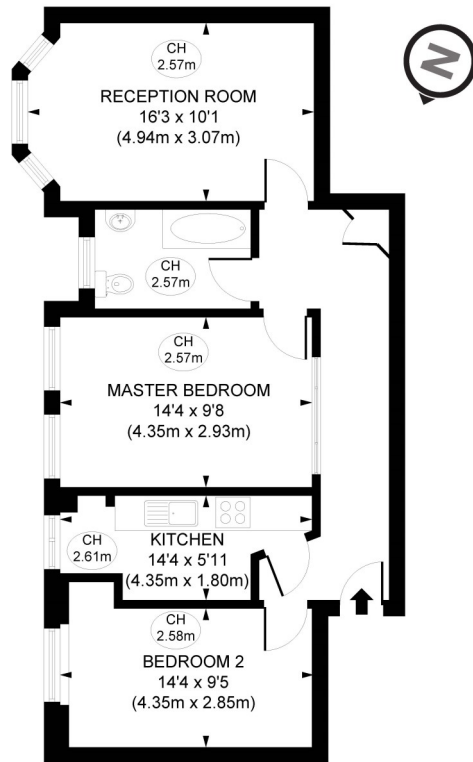 CH
2.57m
RECEPTION ROOM
16'3 x 10'1
(4.94m x 3.07m)
N
CH
2.57m
CH
2.57m
MASTER BEDROOM
14'4 x 9'8
(4.35m x 2.93m)
CH
2.61m
KITCHEN
14'4 x 5'11
(4.35m x 1.80m)
CH
2.58m
BEDROOM 2
14'4 x 9'5
(4.35m x 2.85m)